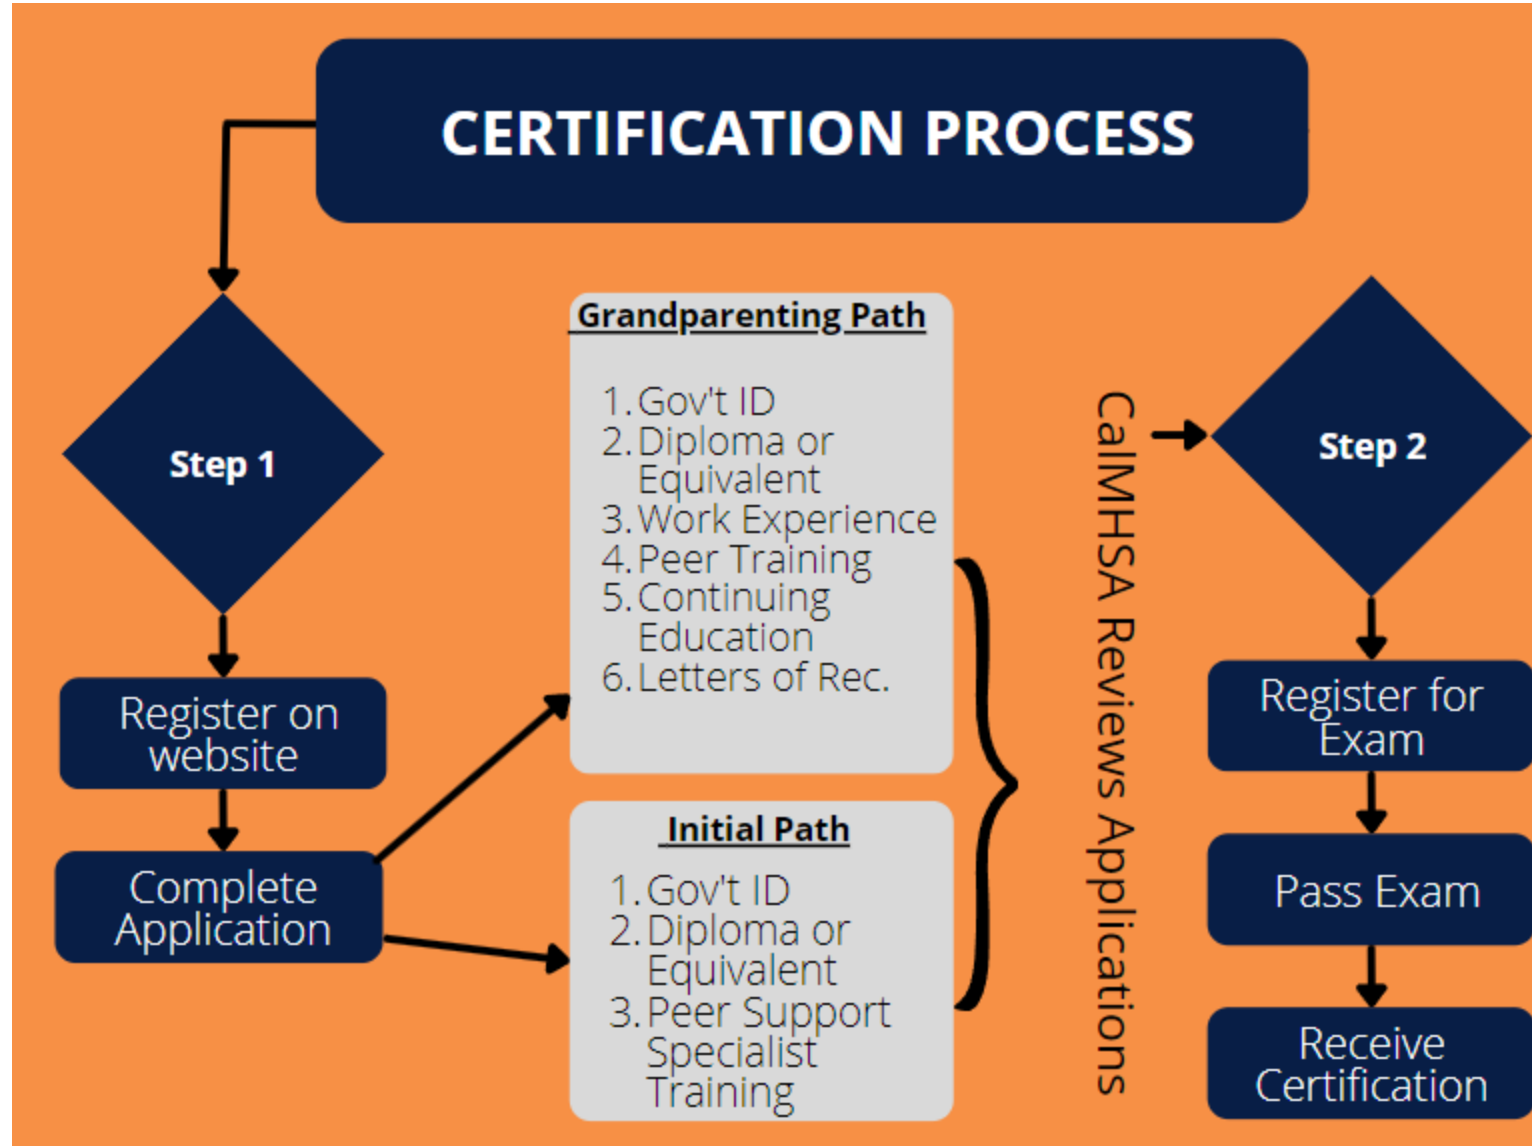 CERTIFICATION PROCESS
Step 1
Register on
website
Complete
Application
Grandparenting Path
1. Gov't ID
2. Diploma or
Equivalent
3. Work Experience
4. Peer Training
5. Continuing
Education
6. Letters of Rec.
Initial Path
1. Gov't ID
2. Diploma or
Equivalent
3. Peer Support
Specialist
Training
CalMHSA Reviews Applications
Step 2
Register for
Exam
Pass Exam
Receive
Certification